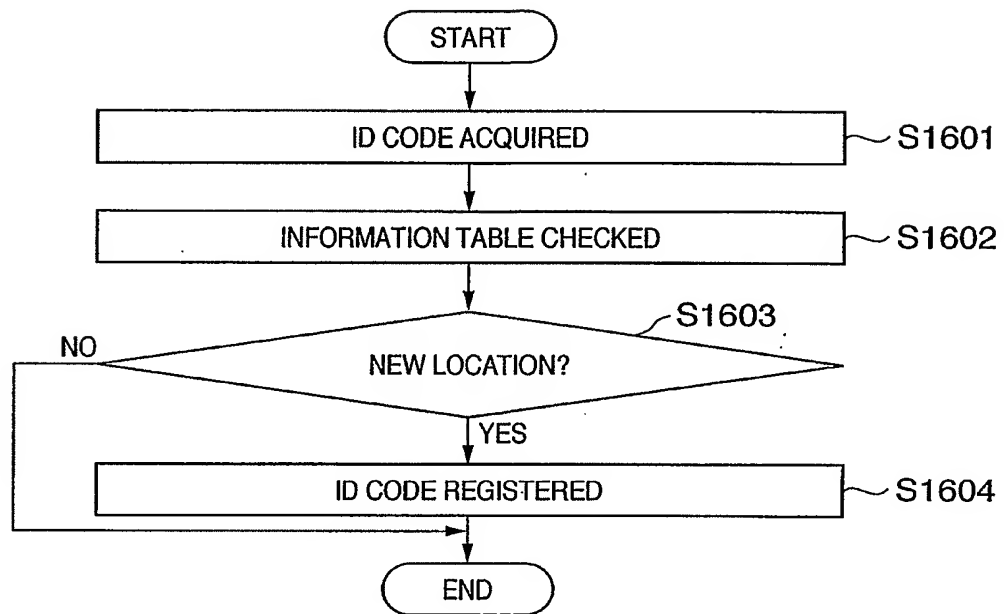 START
ID CODE ACQUIRED
S1601
INFORMATION TABLE CHECKED
S1602
S1603
NO
NEW LOCATION?
YES
ID CODE REGISTERED
S1604
END